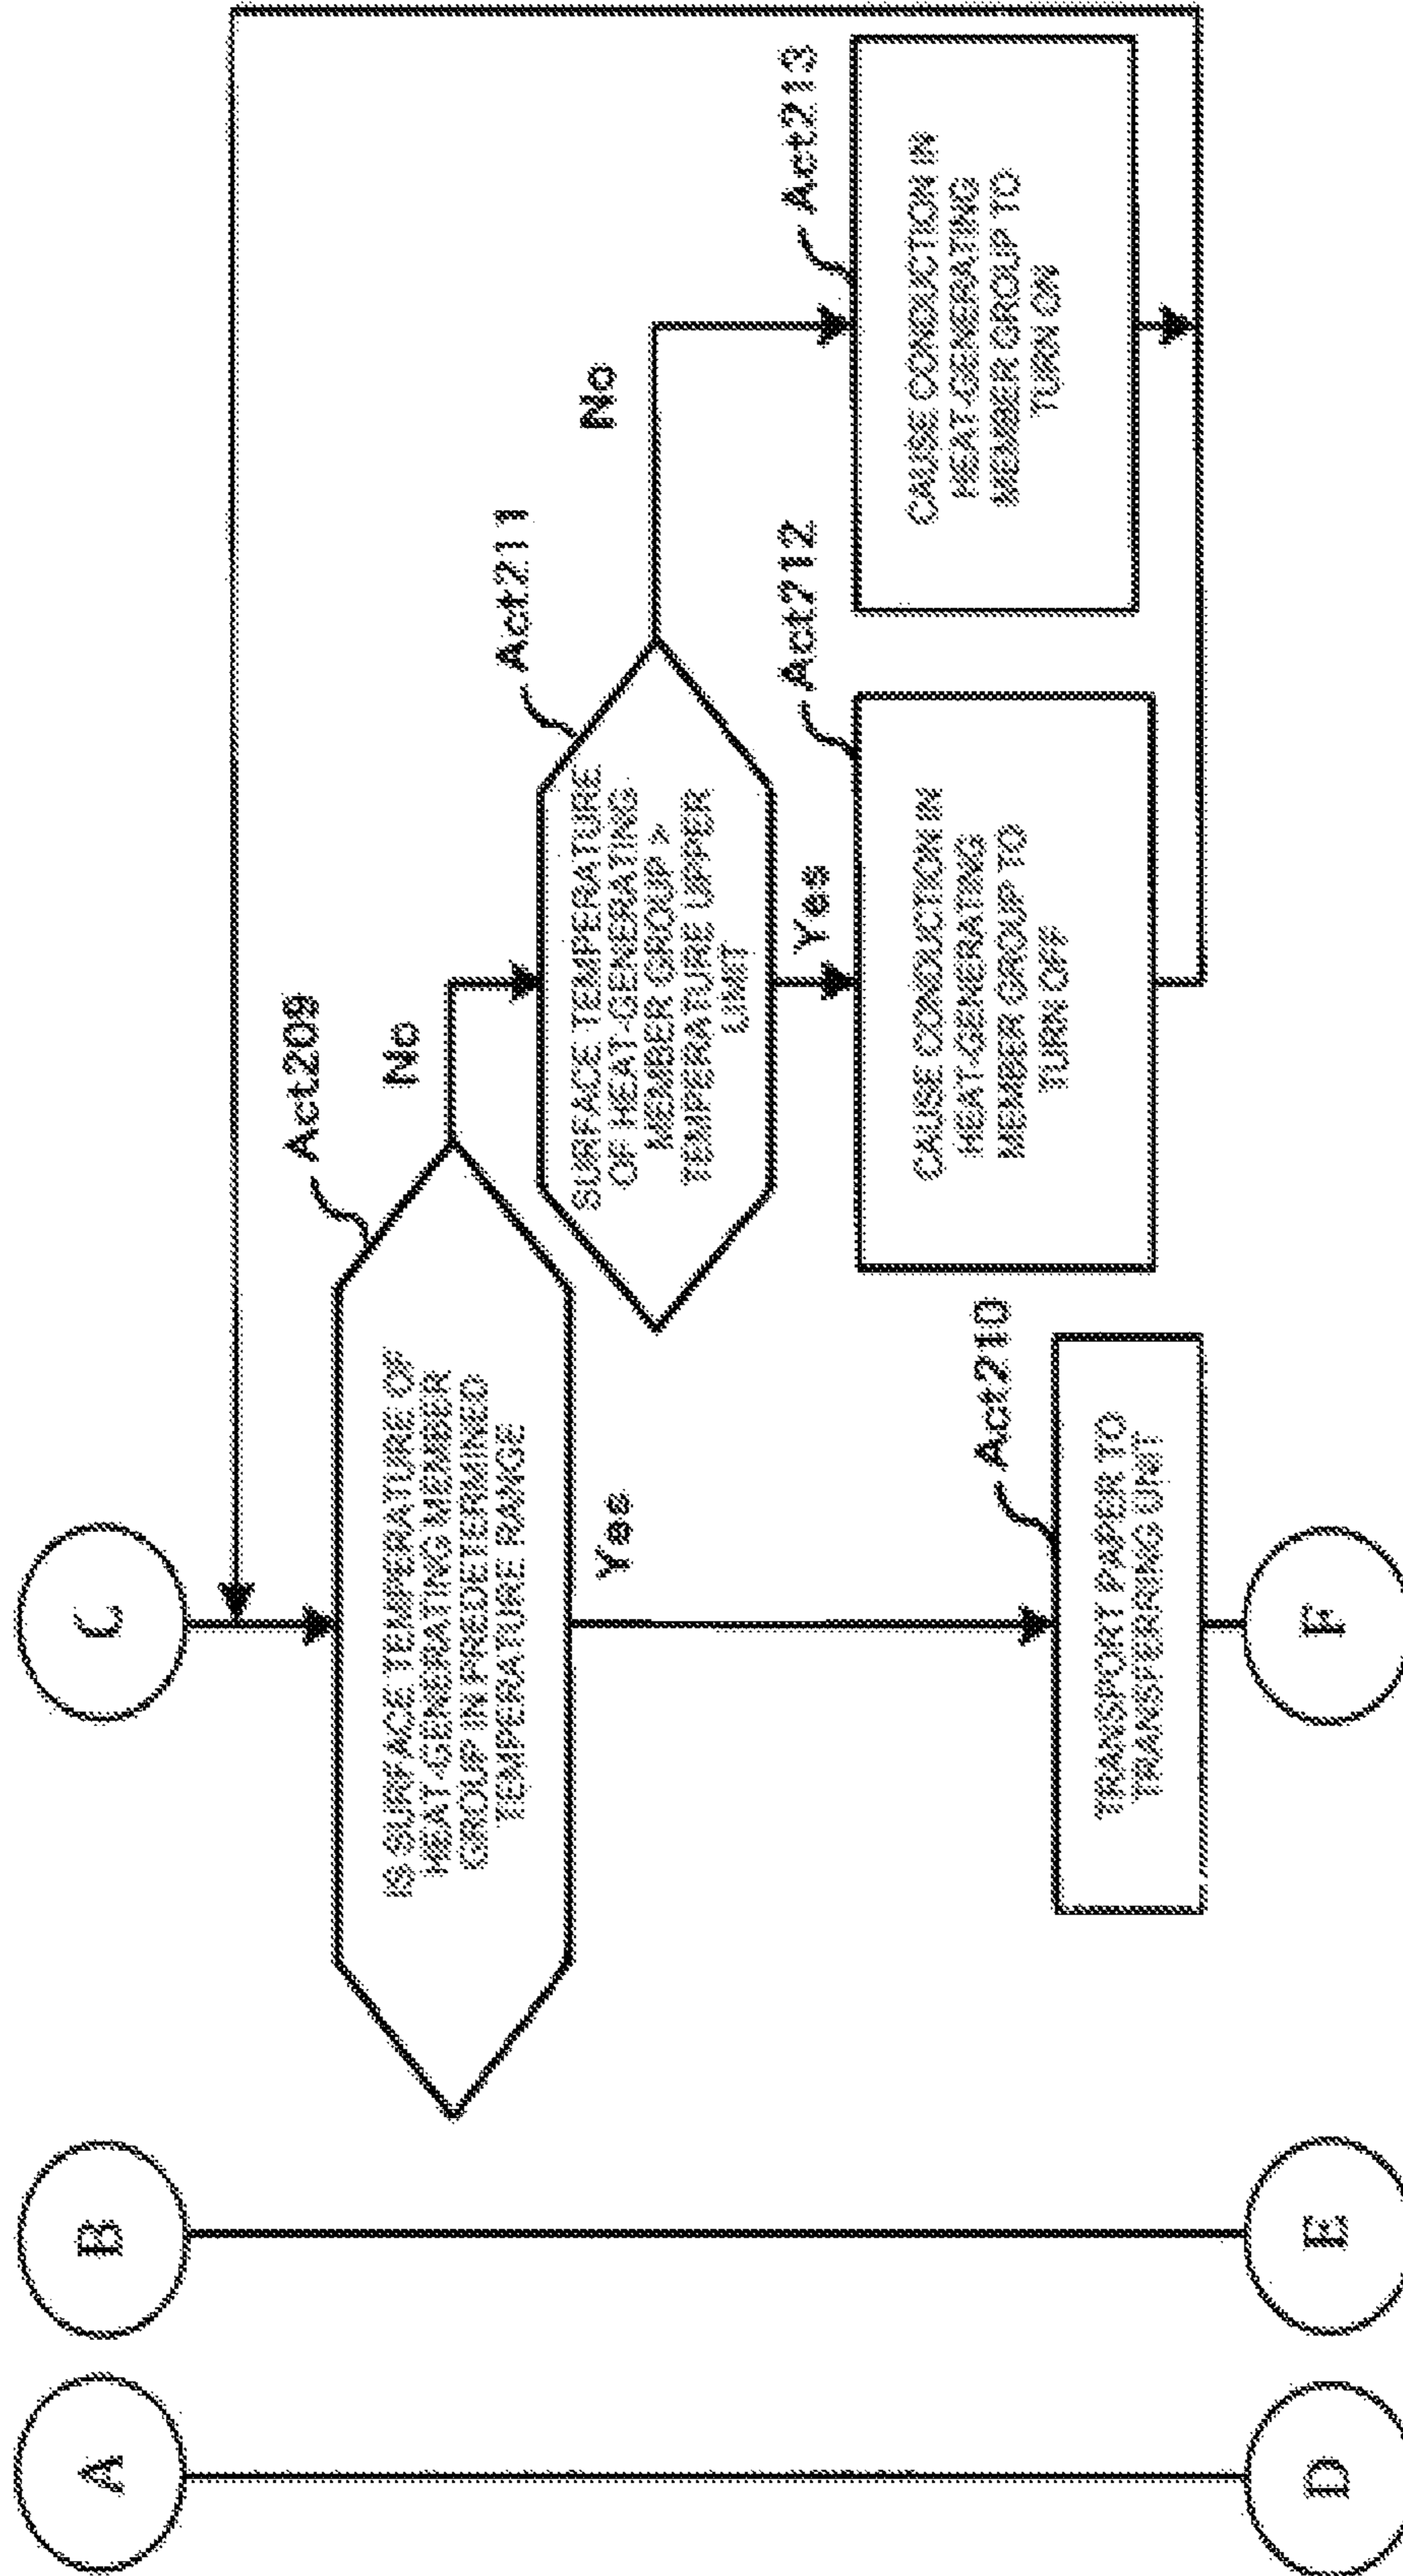 A
B
C
Act209
IS SURFACE TEMPERATURE OF
HEAT-GENERATING MEMBER
GROUP IN PREDETERMINED
TEMPERATURE RANGE
No
Yes
Act211
SURFACE TEMPERATURE
OF HEAT-GENERATING
MEMBER GROUP >
TEMPERATURE UPPER
LIMIT
No
Yes
Act210
TRANSPORT PAPER TO
TRANSFERRING UNIT
Act212
CAUSE CONDUCTION IN
HEAT-GENERATING
MEMBER GROUP TO
TURN OFF
Act213
CAUSE CONDUCTION IN
HEAT-GENERATING
MEMBER GROUP TO
TURN ON
D
E
F